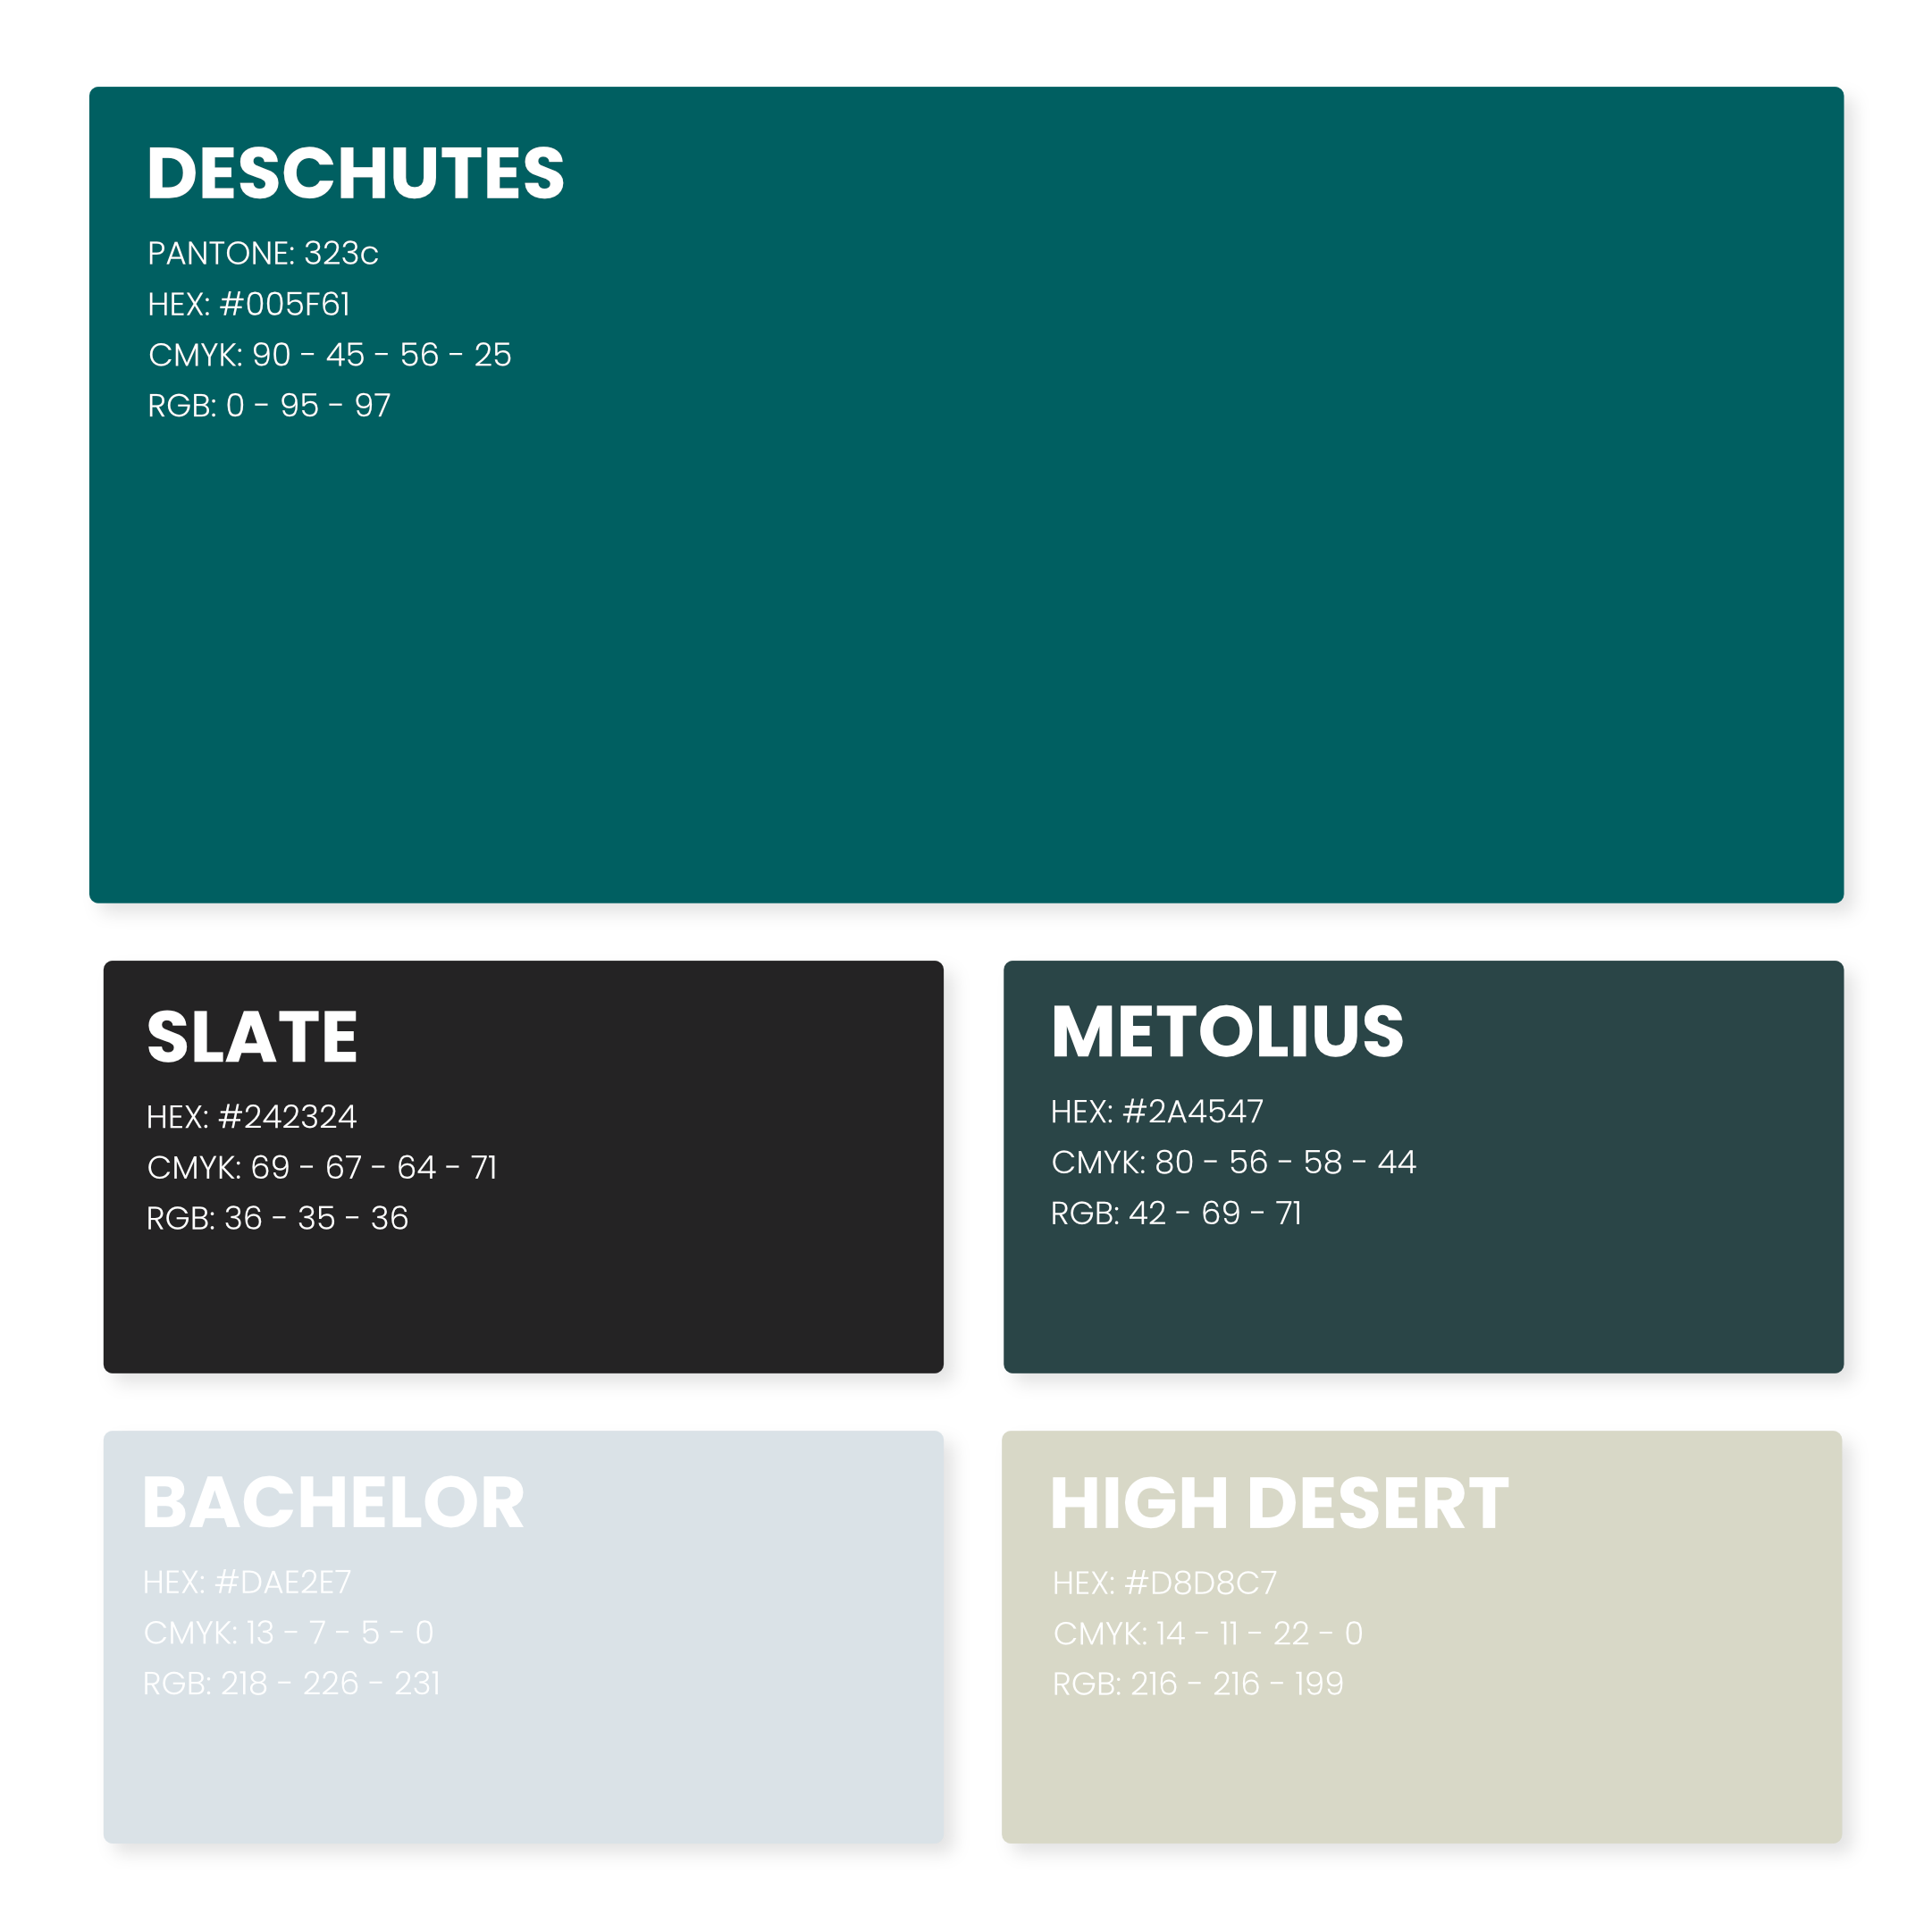 DESCHUTES
PANTONE: 323c
HEX: #005F61
CMYK: 90 - 45 - 56 - 25
RGB: 0 - 95 - 97
SLATE
HEX: #242324
CMYK: 69 - 67 - 64 - 71
RGB: 36 - 35 - 36
METOLIUS
HEX: #2A4547
CMYK: 80 - 56 - 58 - 44
RGB: 42 - 69 - 71
BACHELOR
HEX: #DAE2E7
CMYK: 13 - 7 - 5 - 0
RGB: 218 - 226 - 231
HIGH DESERT
HEX: #D8D8C7
CMYK: 14 - 11 - 22 - 0
RGB: 216 - 216 - 199